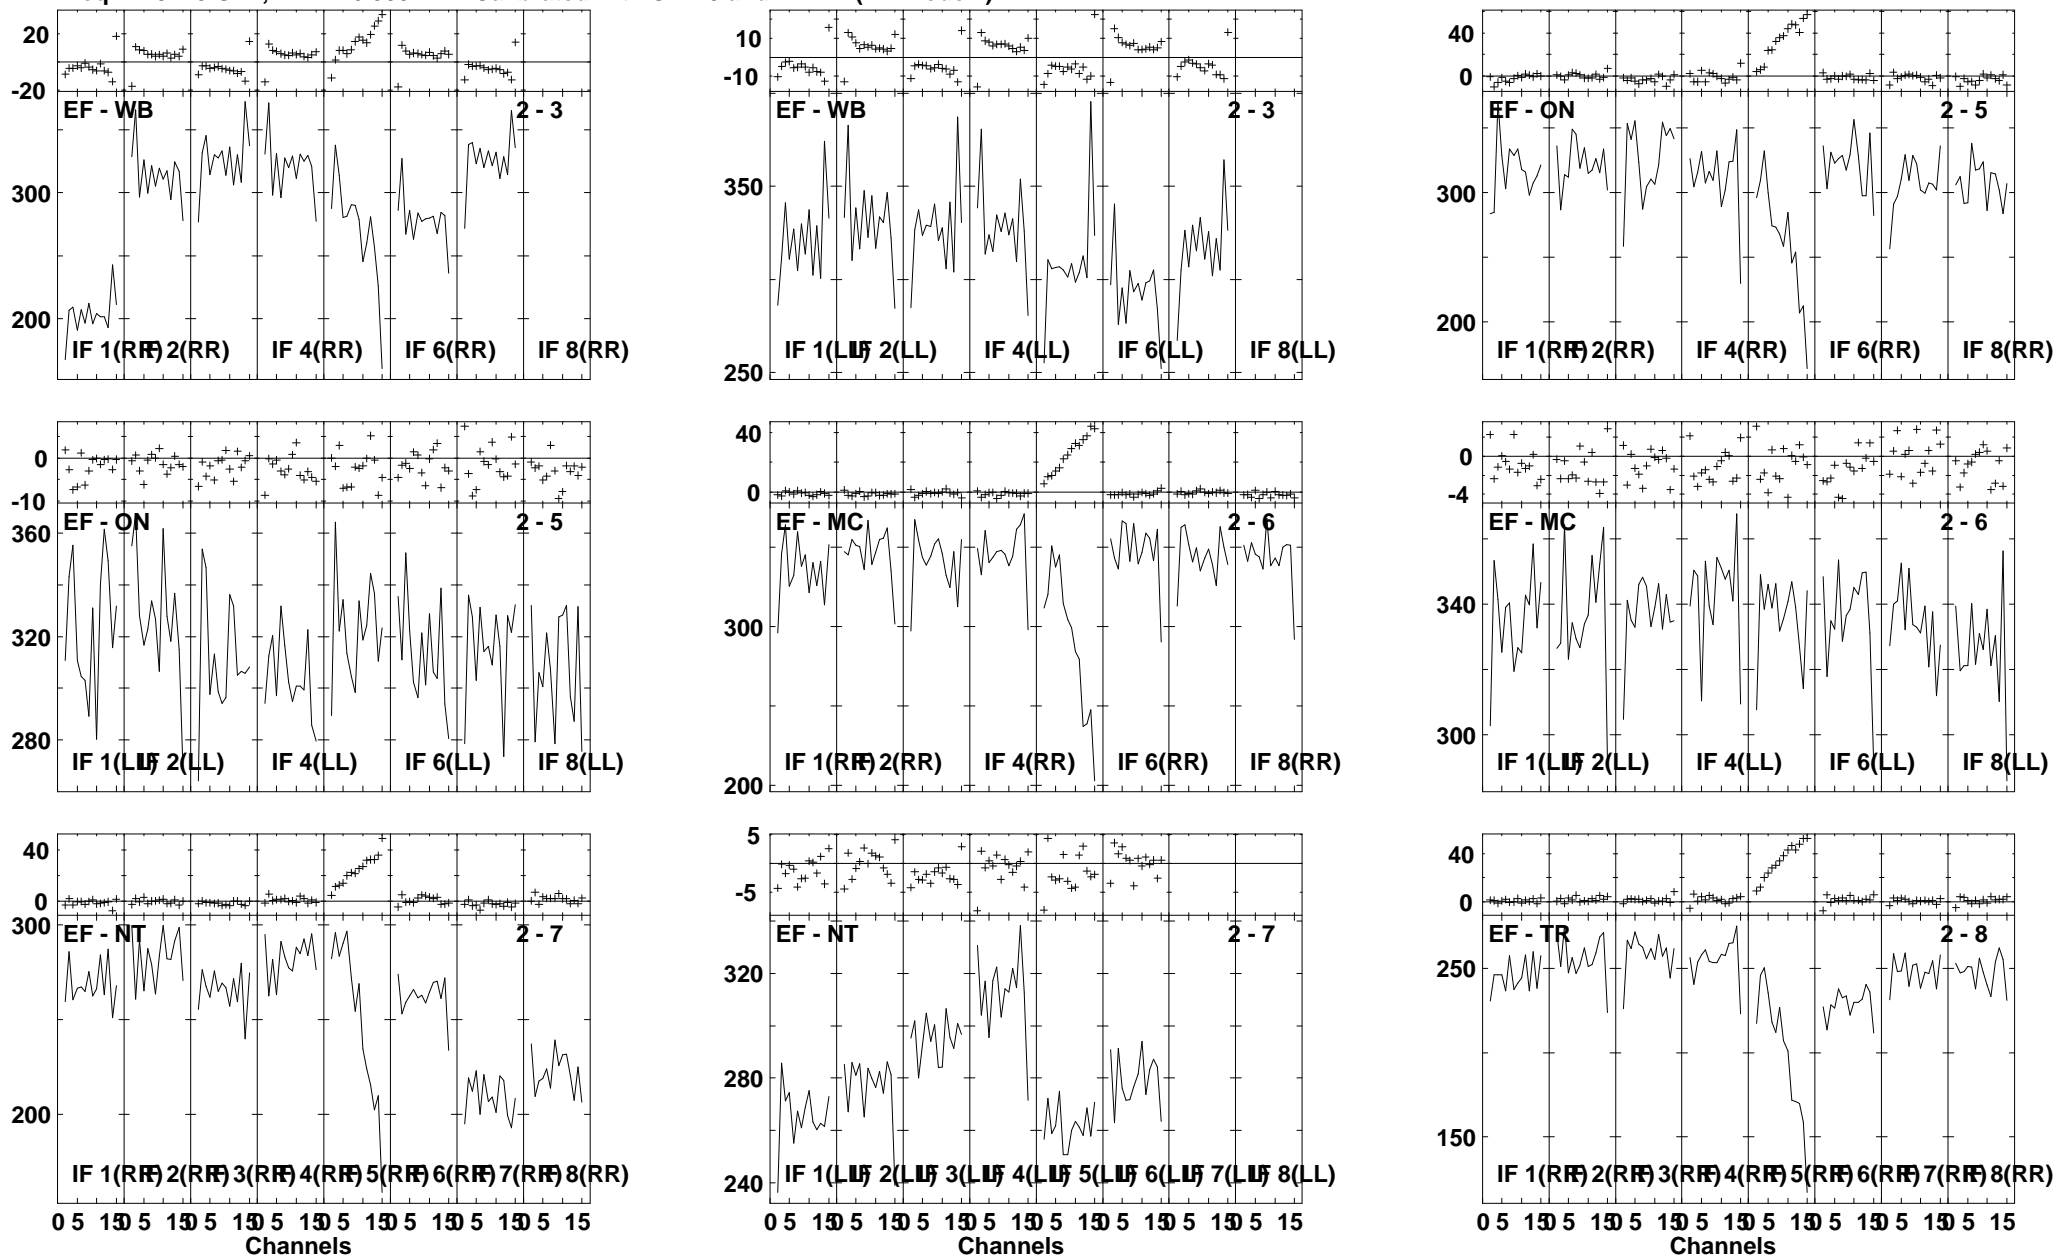 20
0
-20
EF - WB 2 - 3
300
200
IF 1(RR) IF 2(RR) IF 4(RR) IF 6(RR) IF 8(RR)
10
-10
EF - WB 2 - 3
350
250
IF 1(LL) IF 2(LL) IF 4(LL) IF 6(LL) IF 8(LL)
40
0
EF - ON 2 - 5
300
200
IF 1(RR) IF 2(RR) IF 4(RR) IF 6(RR) IF 8(RR)
0
-10
EF - ON 2 - 5
360
320
280
IF 1(LL) IF 2(LL) IF 4(LL) IF 6(LL) IF 8(LL)
40
0
EF - MC 2 - 6
300
200
IF 1(RR) IF 2(RR) IF 4(RR) IF 6(RR) IF 8(RR)
0
-4
EF - MC 2 - 6
340
300
IF 1(LL) IF 2(LL) IF 4(LL) IF 6(LL) IF 8(LL)
40
0
300
EF - NT 2 - 7
200
IF 1(RR) IF 2(RR) IF 3(RR) IF 4(RR) IF 5(RR) IF 6(RR) IF 7(RR) IF 8(RR)
0 5 15 0 5 15 0 5 15 0 5 15 0 5 15 0 5 15 0 5 15 0 5 15
Channels
5
-5
EF - NT 2 - 7
320
280
240
IF 1(LL) IF 2(LL) IF 3(LL) IF 4(LL) IF 5(LL) IF 6(LL) IF 7(LL) IF 8(LL)
0 5 15 0 5 15 0 5 15 0 5 15 0 5 15 0 5 15 0 5 15 0 5 15
Channels
40
0
EF - TR 2 - 8
250
150
IF 1(RR) IF 2(RR) IF 3(RR) IF 4(RR) IF 5(RR) IF 6(RR) IF 7(RR) IF 8(RR)
0 5 15 0 5 15 0 5 15 0 5 15 0 5 15 0 5 15 0 5 15 0 5 15
Channels